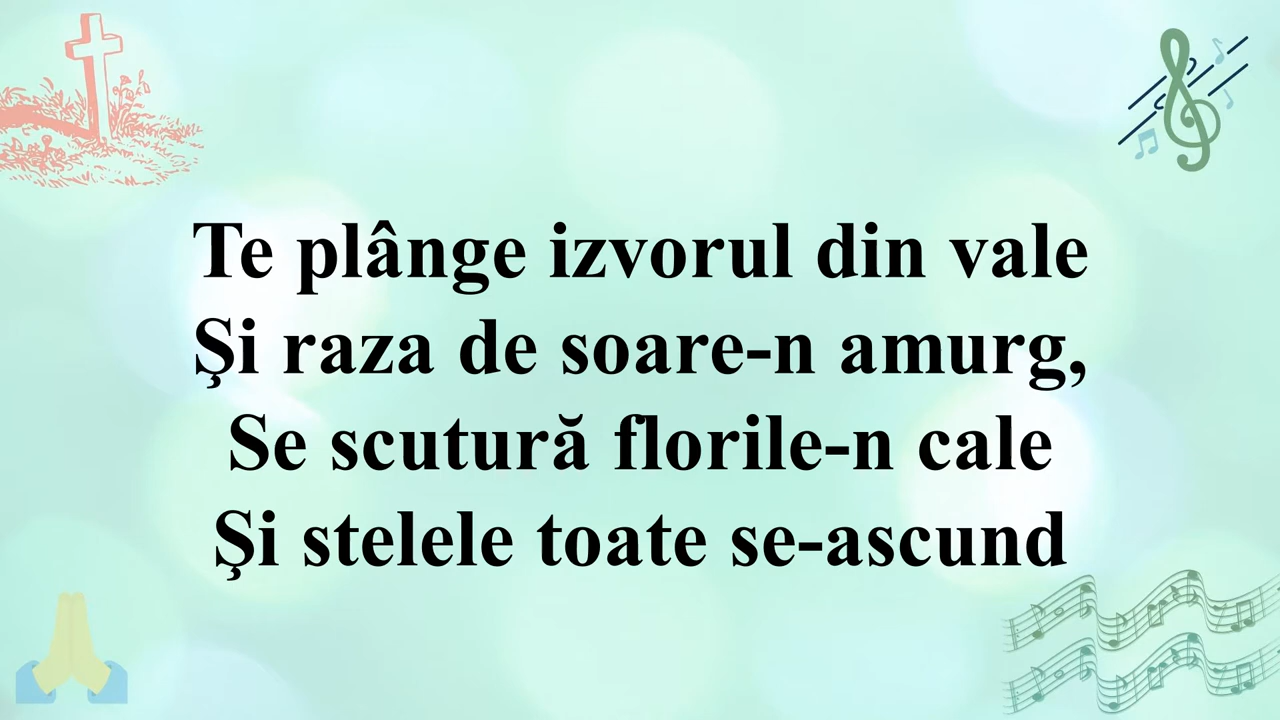 Te plânge izvorul din vale
Şi raza de soare-n amurg,
Se scutură florile-n cale
Şi stelele toate se-ascund